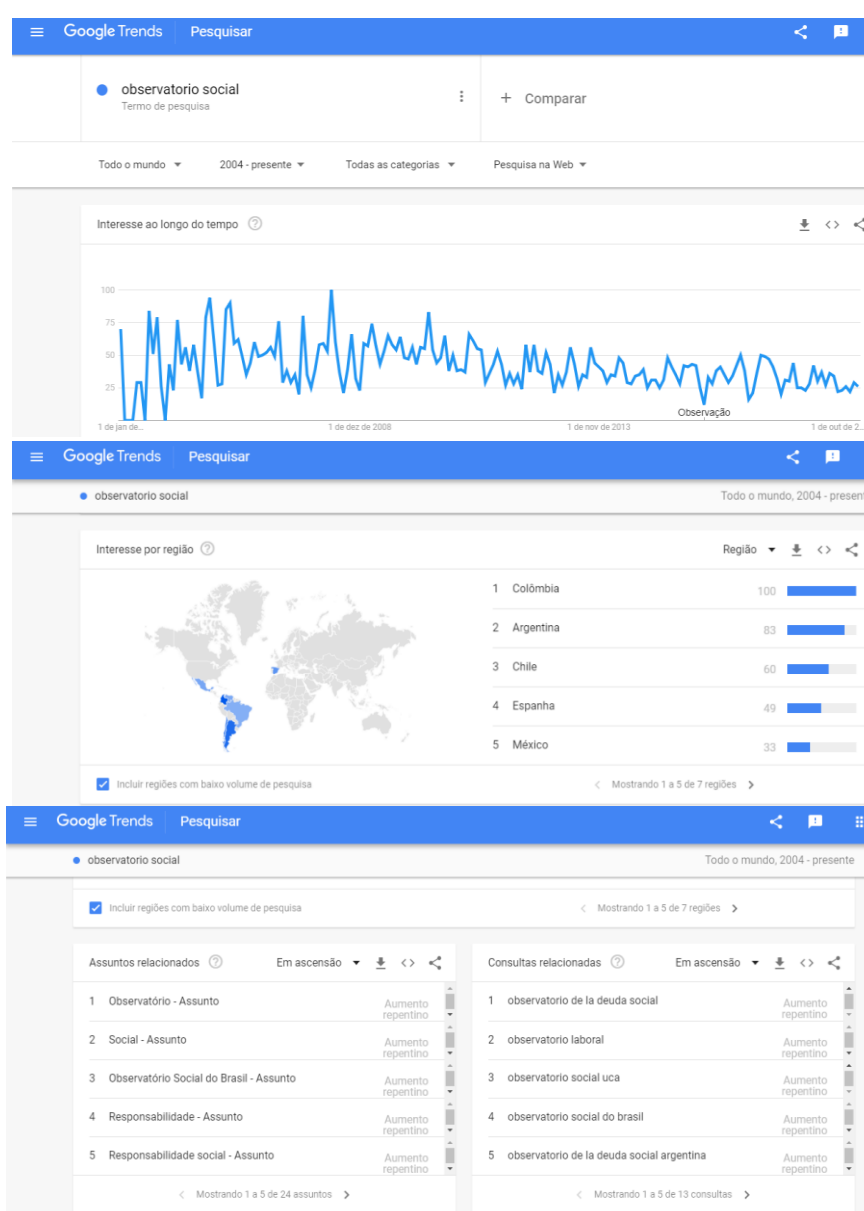 Google Trends Pesquisar
observatorio social
Termo de pesquisa
+ Comparar
Todo o mundo 2004 - presente Todas as categorias Pesquisa na Web
Interesse ao longo do tempo
100
75
50
25
Observação
1 de jan de... 1 de dez de 2008 1 de nov de 2013 1 de out de 2...
Google Trends Pesquisar
observatorio social Todo o mundo, 2004 - present
Interesse por região Região
1 Colômbia 100
2 Argentina 83
3 Chile 60
4 Espanha 49
5 México 33
Incluir regiões com baixo volume de pesquisa Mostrando 1 a 5 de 7 regiões
Google Trends Pesquisar
observatorio social Todo o mundo, 2004 - presente
Incluir regiões com baixo volume de pesquisa Mostrando 1 a 5 de 7 regiões
Assuntos relacionados Em ascensão
1 Observatório - Assunto Aumento repentino
2 Social - Assunto Aumento repentino
3 Observatório Social do Brasil - Assunto Aumento repentino
4 Responsabilidade - Assunto Aumento repentino
5 Responsabilidade social - Assunto Aumento repentino
Mostrando 1 a 5 de 24 assuntos
Consultas relacionadas Em ascensão
1 observatorio de la deuda social Aumento repentino
2 observatorio laboral Aumento repentino
3 observatorio social uca Aumento repentino
4 observatorio social do brasil Aumento repentino
5 observatorio de la deuda social argentina Aumento repentino
Mostrando 1 a 5 de 13 consultas